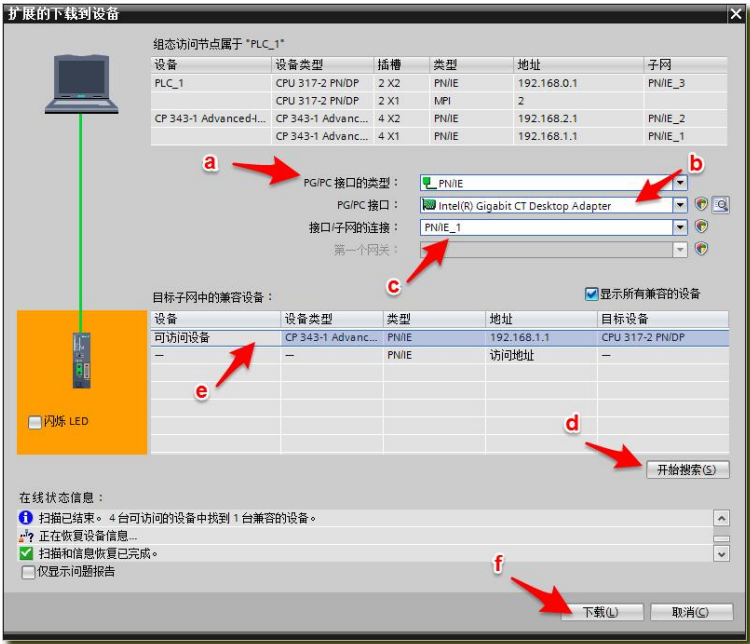 扩展的下载到设备
组态访问节点属于 "PLC_1"
设备 设备类型 插槽 类型 地址 子网
PLC_1 CPU 317-2 PN/DP 2 X2 PN/IE 192.168.0.1 PN/IE_3
CPU 317-2 PN/DP 2 X1 MPI 2
CP 343-1 Advanced-I... CP 343-1 Advanc... 4 X2 PN/IE 192.168.2.1 PN/IE_2
CP 343-1 Advanc... 4 X1 PN/IE 192.168.1.1 PN/IE_1
a
b
PG/PC 接口的类型： PN/IE
PG/PC 接口： Intel(R) Gigabit CT Desktop Adapter
接口/子网的连接： PN/IE_1
第一个网关：
c
目标子网中的兼容设备： 显示所有兼容的设备
设备 设备类型 类型 地址 目标设备
可访问设备 CP 343-1 Advanc... PN/IE 192.168.1.1 CPU 317-2 PN/DP
— — PN/IE 访问地址 —
e
闪烁 LED
d
开始搜索(S)
在线状态信息：
扫描已结束。 4 台可访问的设备中找到 1 台兼容的设备。
正在恢复设备信息...
扫描和信息恢复已完成。
仅显示问题报告
f
下载(L) 取消(C)